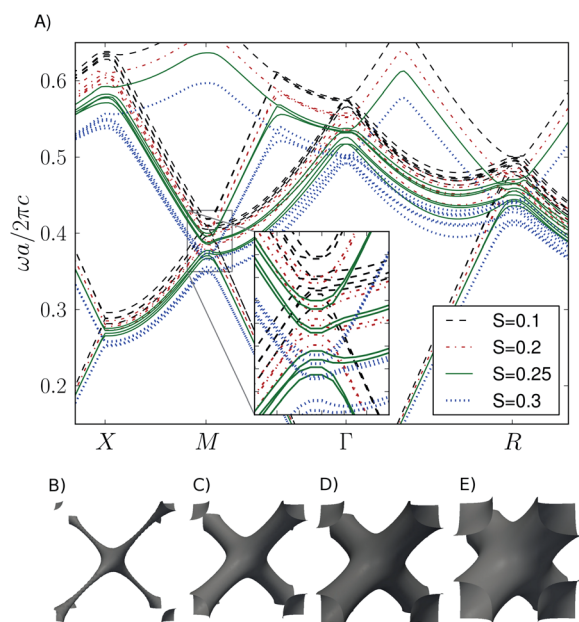 A)
0.6
0.5
0.4
0.3
0.2
ωa/2πc
X M Γ R
S=0.1
S=0.2
S=0.25
S=0.3
B) C) D) E)